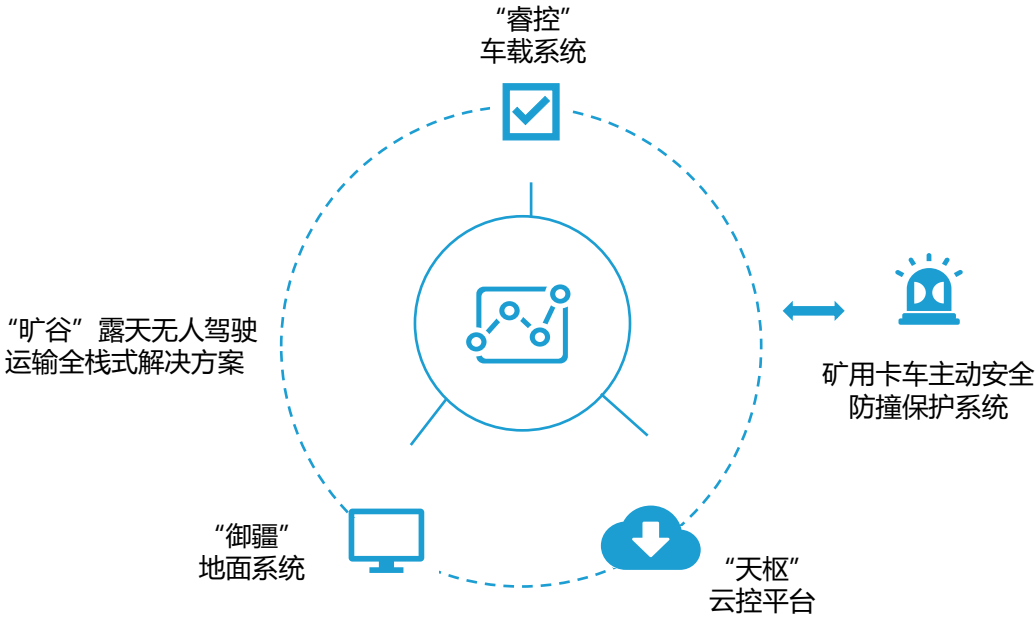 “睿控”
车载系统
“旷谷”露天无人驾驶
运输全栈式解决方案
矿用卡车主动安全
防撞保护系统
“御疆”
地面系统
“天枢”
云控平台